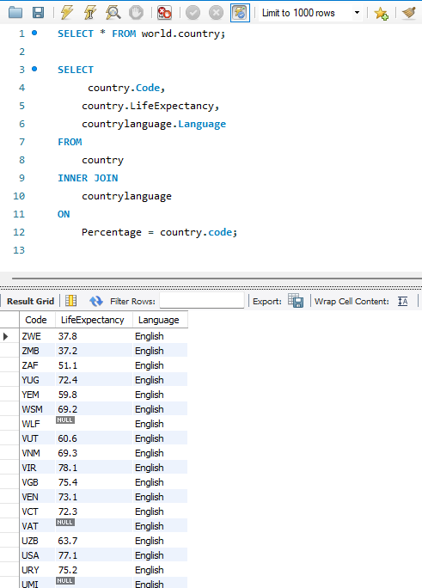 Limit to 1000 rows
1 SELECT * FROM world.country;
2
3 SELECT
4 country.Code,
5 country.LifeExpectancy,
6 countrylanguage.Language
7 FROM
8 country
9 INNER JOIN
10 countrylanguage
11 ON
12 Percentage = country.code;
13
Result Grid Filter Rows: Export: Wrap Cell Content: IA
Code LifeExpectancy Language
ZWE 37.8 English
ZMB 37.2 English
ZAF 51.1 English
YUG 72.4 English
YEM 59.8 English
WSM 69.2 English
WLF NULL English
VUT 60.6 English
VNM 69.3 English
VIR 78.1 English
VGB 75.4 English
VEN 73.1 English
VCT 72.3 English
VAT NULL English
UZB 63.7 English
USA 77.1 English
URY 75.2 English
UMI NULL English